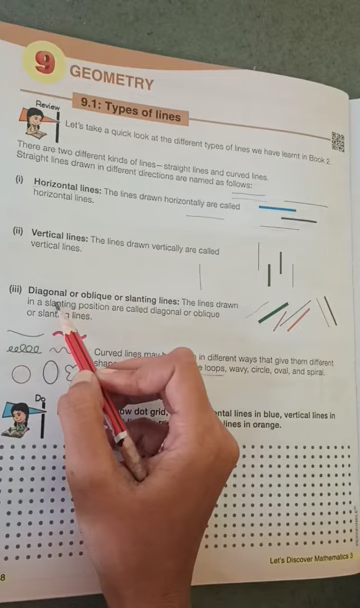 9
GEOMETRY
9.1: Types of lines
Review
Let's take a quick look at the different types of lines we have learnt in Book 2.
There are two different kinds of lines— straight lines and curved lines.
Straight lines drawn in different directions are named as follows:
(i) Horizontal lines: The lines drawn horizontally are called
horizontal lines.
(ii) Vertical lines: The lines drawn vertically are called
vertical lines.
(iii) Diagonal or oblique or slanting lines: The lines drawn
in a slanting position are called diagonal or oblique
or slanting lines.
Curved lines may in different ways that give them different
loops, wavy, circle, oval, and spiral.
Do
dot grid, lines in blue, vertical lines in
lines in orange.
Let's Discover Mathematics 3
8